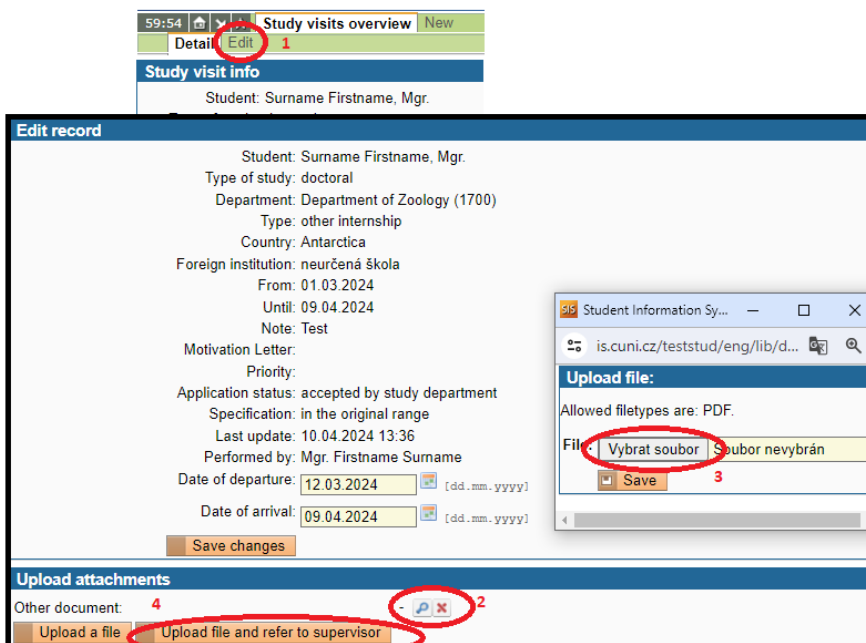 59:54 Study visits overview New
Detail Edit 1
Study visit info
Student: Surname Firstname, Mgr.
Edit record
Student: Surname Firstname, Mgr.
Type of study: doctoral
Department: Department of Zoology (1700)
Type: other internship
Country: Antarctica
Foreign institution: neurčená škola
From: 01.03.2024
Until: 09.04.2024
Note: Test
Motivation Letter:
Priority:
Application status: accepted by study department
Specification: in the original range
Last update: 10.04.2024 13:36
Performed by: Mgr. Firstname Surname
Date of departure: 12.03.2024 [dd.mm.yyyy]
Date of arrival: 09.04.2024 [dd.mm.yyyy]
Save changes
SIS Student Information Sy...
is.cuni.cz/teststud/eng/lib/d...
Upload file:
Allowed filetypes are: PDF.
File: Vybrat soubor Soubor nevybrán
3
Save
Upload attachments
Other document: 4 - 2
Upload a file Upload file and refer to supervisor